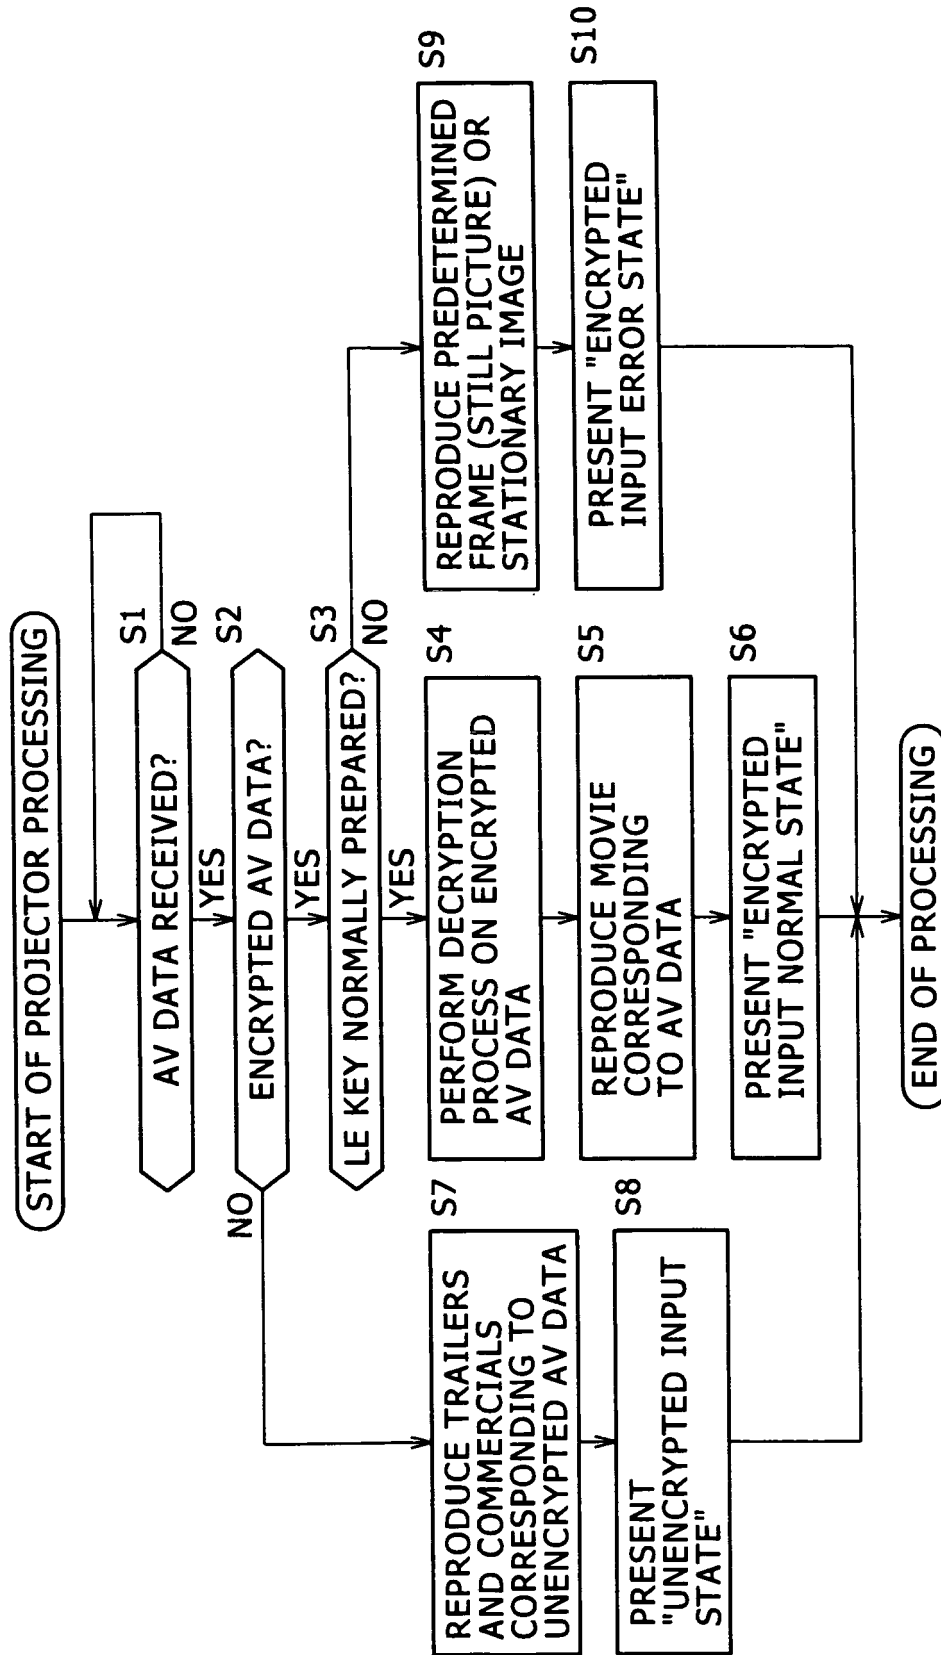 START OF PROJECTOR PROCESSING
S1
AV DATA RECEIVED?
NO
YES
S2
ENCRYPTED AV DATA?
NO
YES
S3
LE KEY NORMALLY PREPARED?
NO
YES
S4
PERFORM DECRYPTION
PROCESS ON ENCRYPTED
AV DATA
S5
REPRODUCE MOVIE
CORRESPONDING
TO AV DATA
S6
PRESENT "ENCRYPTED
INPUT NORMAL STATE"
S7
REPRODUCE TRAILERS
AND COMMERCIALS
CORRESPONDING TO
UNENCRYPTED AV DATA
S8
PRESENT
"UNENCRYPTED INPUT
STATE"
S9
REPRODUCE PREDETERMINED
FRAME (STILL PICTURE) OR
STATIONARY IMAGE
S10
PRESENT "ENCRYPTED
INPUT ERROR STATE"
END OF PROCESSING